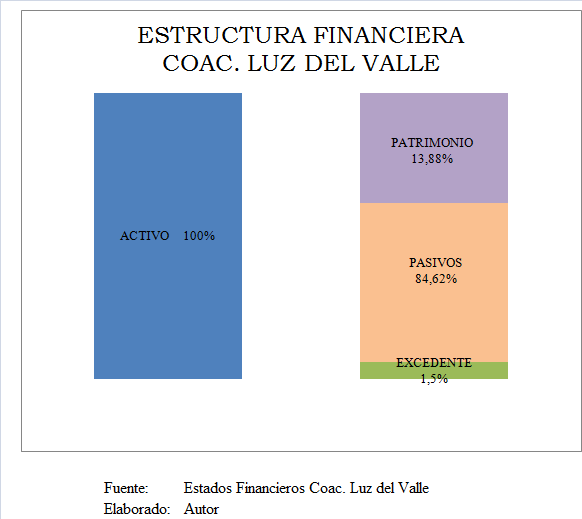 ESTRUCTURA FINANCIERA
COAC. LUZ DEL VALLE
ACTIVO 100%
PATRIMONIO
13,88%
PASIVOS
84,62%
EXCEDENTE
1,5%
Fuente: Estados Financieros Coac. Luz del Valle
Elaborado: Autor